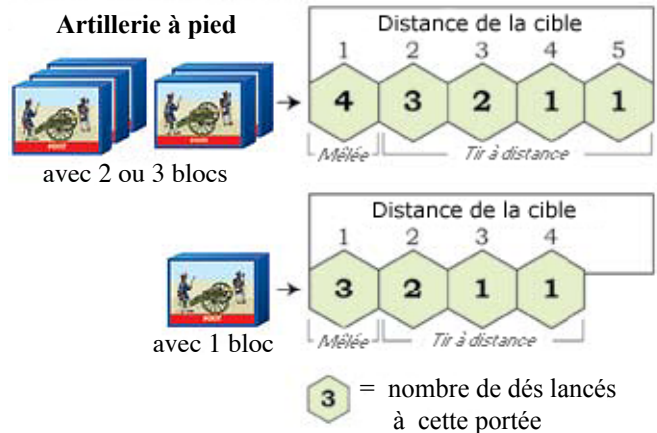 Artillerie à pied
Distance de la cible
1 2 3 4 5
4 3 2 1 1
Mêlée Tir à distance
avec 2 ou 3 blocs
Distance de la cible
1 2 3 4
3 2 1 1
Mêlée Tir à distance
avec 1 bloc
3 = nombre de dés lancés
à cette portée